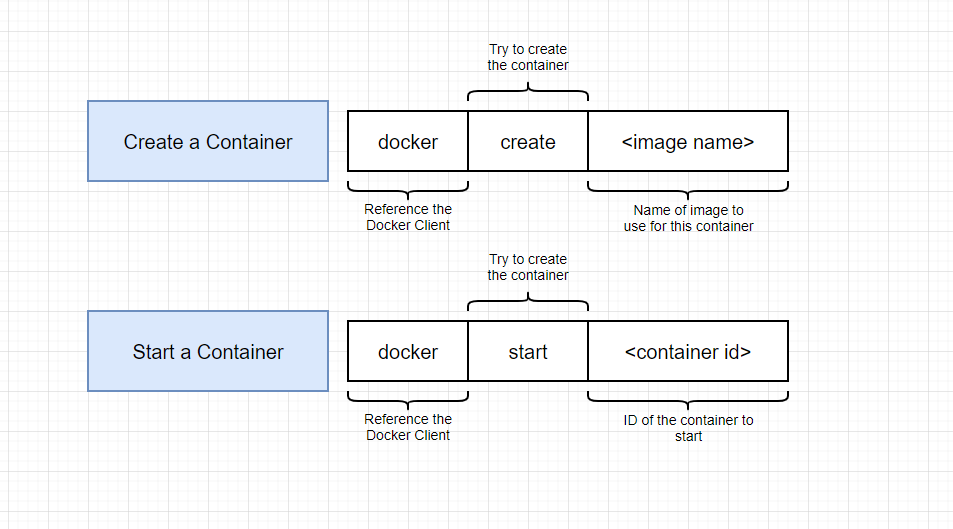 Try to create
the container
Create a Container
docker
create
<image name>
Reference the
Docker Client
Name of image to
use for this container
Try to create
the container
Start a Container
docker
start
<container id>
Reference the
Docker Client
ID of the container to
start